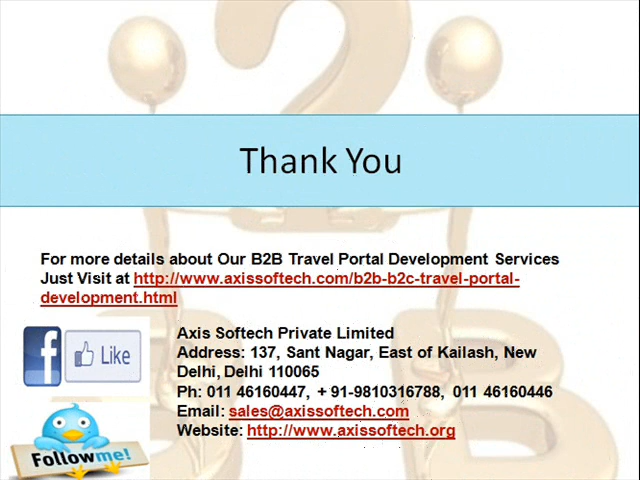 Thank You
For more details about Our B2B Travel Portal Development Services
Just Visit at http://www.axissoftech.com/b2b-b2c-travel-portal-
development.html
Axis Softech Private Limited
Address: 137, Sant Nagar, East of Kailash, New
Delhi, Delhi 110065
Ph: 011 46160447, + 91-9810316788, 011 46160446
Email: sales@axissoftech.com
Website: http://www.axissoftech.org
f
Like
Follow me!
2
B B